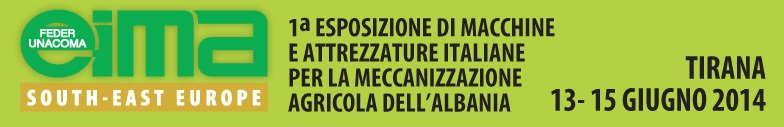 FEDER
UNACOMA
eima
SOUTH-EAST EUROPE
1a ESPOSIZIONE DI MACCHINE
E ATTREZZATURE ITALIANE
PER LA MECCANIZZAZIONE
AGRICOLA DELL'ALBANIA
TIRANA
13- 15 GIUGNO 2014